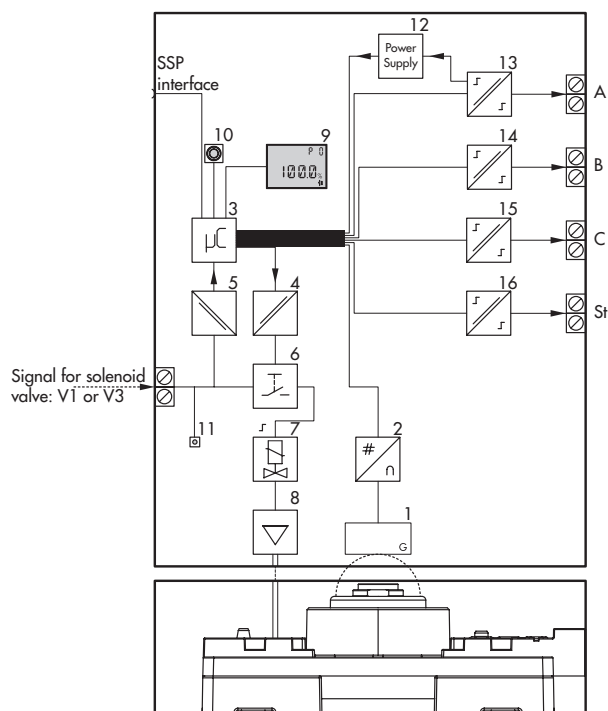 12
Power
Supply
13
A
SSP
interface
10
9
P 0
100.0
%
14
B
3
µC
15
C
5
4
16
St
6
Signal for solenoid
valve: V1 or V3
11
7
2
#
∩
8
1
G